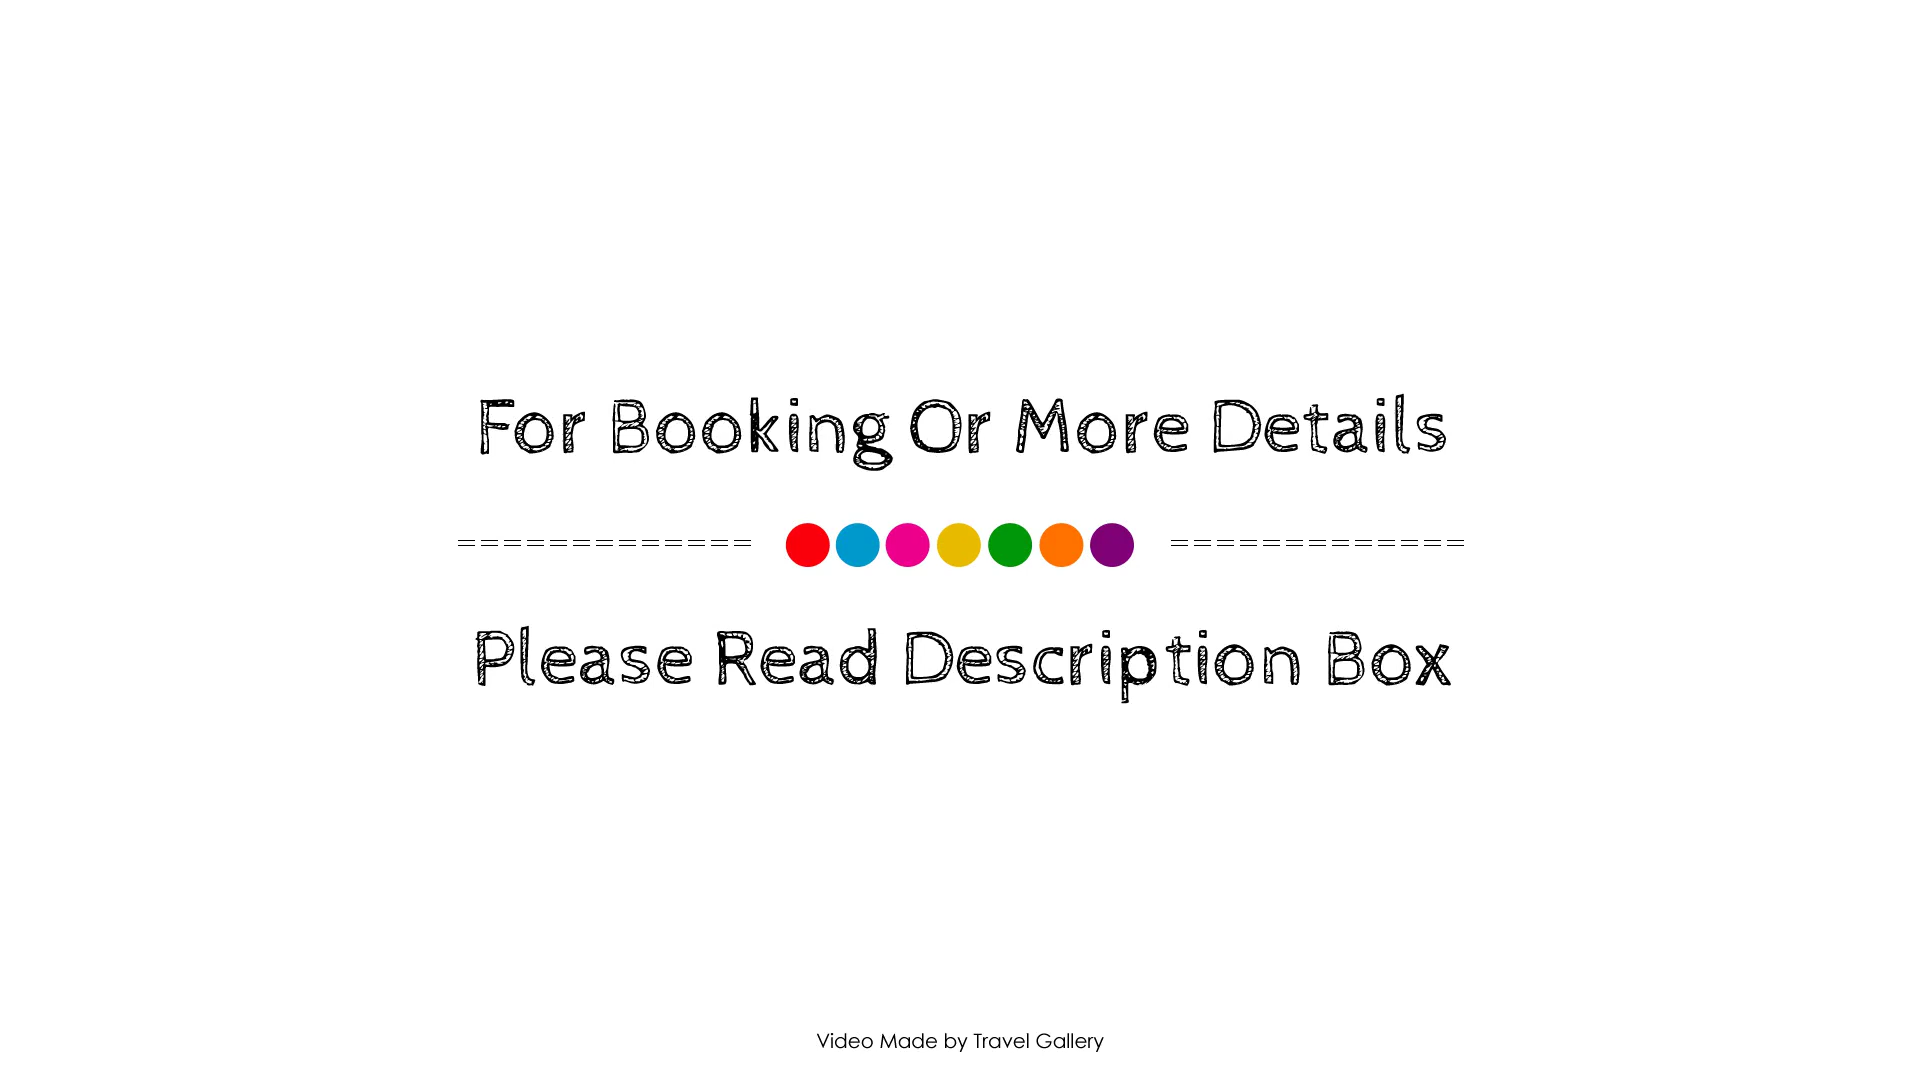 For Booking Or More Details
============= =============
Please Read Description Box
Video Made by Travel Gallery